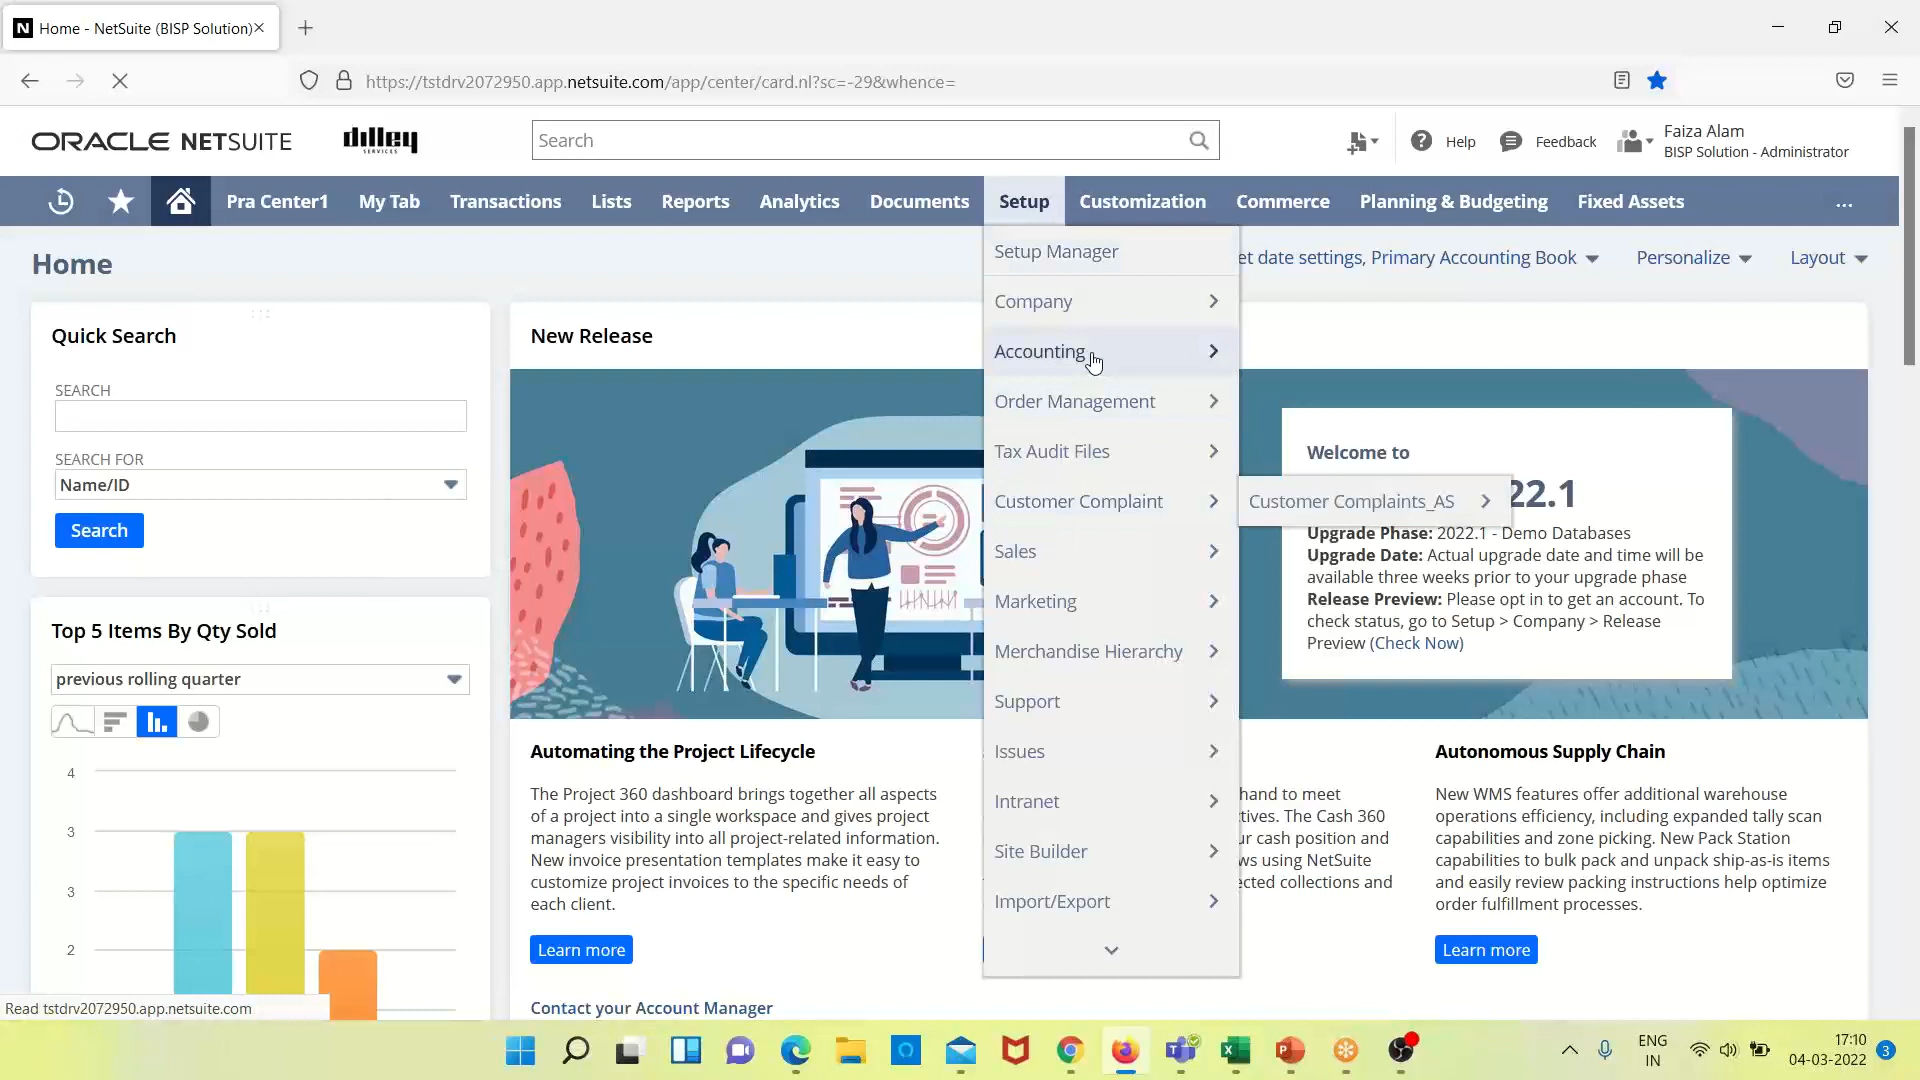 Home - NetSuite (BISP Solution)
https://tstdrv2072950.app.netsuite.com/app/center/card.nl?sc=-29&whence=
ORACLE NETSUITE
dilley
SERVICES
Search
Help
Feedback
Faiza Alam
BISP Solution - Administrator
Pra Center1
My Tab
Transactions
Lists
Reports
Analytics
Documents
Setup
Customization
Commerce
Planning & Budgeting
Fixed Assets
...
Home
et date settings, Primary Accounting Book
Personalize
Layout
Setup Manager
Company
Accounting
Order Management
Tax Audit Files
Customer Complaint
Customer Complaints_AS
Sales
Marketing
Merchandise Hierarchy
Support
Issues
Intranet
Site Builder
Import/Export
Quick Search
SEARCH
SEARCH FOR
Name/ID
Search
Top 5 Items By Qty Sold
previous rolling quarter
4
3
3
2
New Release
Welcome to
22.1
Upgrade Phase: 2022.1 - Demo Databases
Upgrade Date: Actual upgrade date and time will be
available three weeks prior to your upgrade phase
Release Preview: Please opt in to get an account. To
check status, go to Setup > Company > Release
Preview (Check Now)
Automating the Project Lifecycle
The Project 360 dashboard brings together all aspects
of a project into a single workspace and gives project
managers visibility into all project-related information.
New invoice presentation templates make it easy to
customize project invoices to the specific needs of
each client.
Learn more
hand to meet
tives. The Cash 360
ur cash position and
ws using NetSuite
ected collections and
Autonomous Supply Chain
New WMS features offer additional warehouse
operations efficiency, including expanded tally scan
capabilities and zone picking. New Pack Station
capabilities to bulk pack and unpack ship-as-is items
and easily review packing instructions help optimize
order fulfillment processes.
Learn more
Contact your Account Manager
Read tstdrv2072950.app.netsuite.com
ENG
IN
17:10
04-03-2022
3